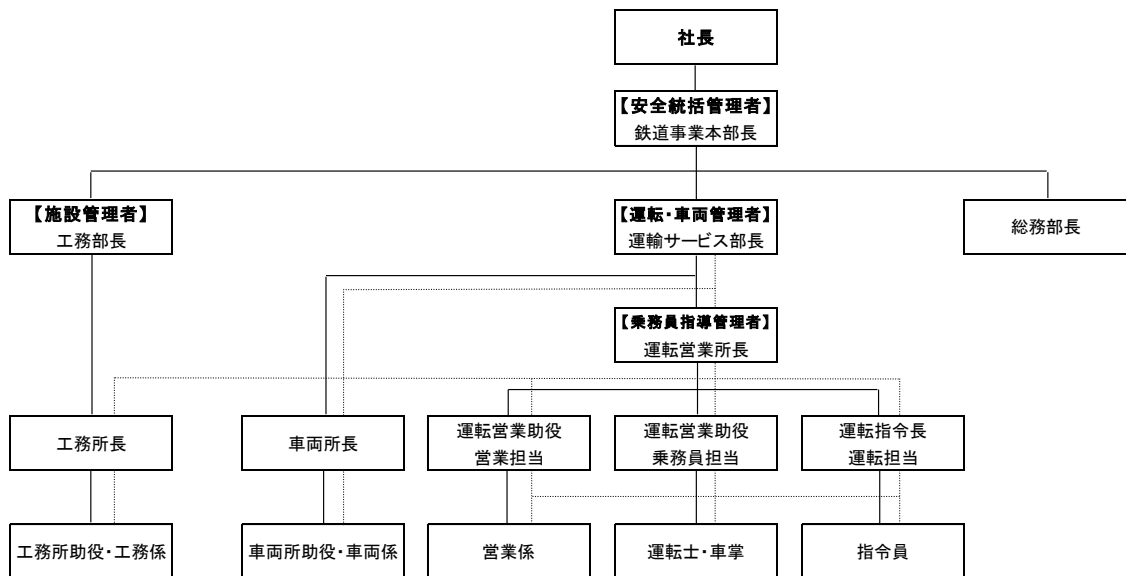 社長
【安全統括管理者】
鉄道事業本部長
【施設管理者】
工務部長
【運転・車両管理者】
運輸サービス部長
総務部長
【乗務員指導管理者】
運転営業所長
工務所長
車両所長
運転営業助役
営業担当
運転営業助役
乗務員担当
運転指令長
運転担当
工務所助役・工務係
車両所助役・車両係
営業係
運転士・車掌
指令員